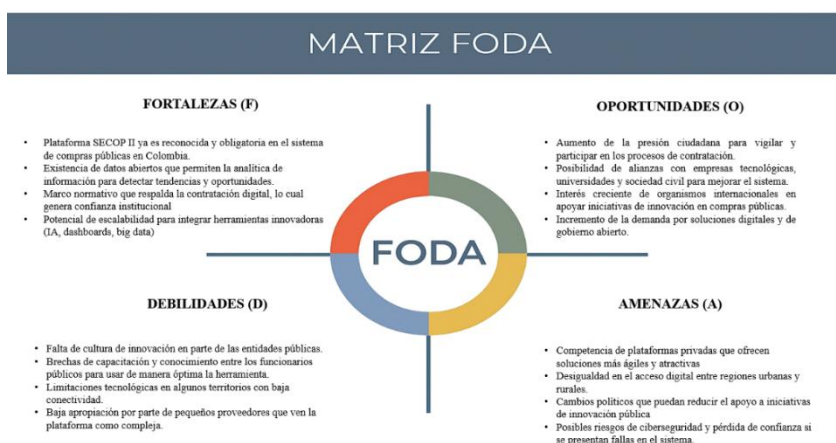 MATRIZ FODA
FORTALEZAS (F)
• Plataforma SECOP II ya es reconocida y obligatoria en el sistema
de compras públicas en Colombia.
• Existencia de datos abiertos que permiten la analítica de
información para detectar tendencias y oportunidades.
• Marco normativo que respalda la contratación digital, lo cual
genera confianza institucional
• Potencial de escalabilidad para integrar herramientas innovadoras
(IA, dashboards, big data)
OPORTUNIDADES (O)
• Aumento de la presión ciudadana para vigilar y
participar en los procesos de contratación.
• Posibilidad de alianzas con empresas tecnológicas,
universidades y sociedad civil para mejorar el sistema.
• Interés creciente de organismos internacionales en
apoyar iniciativas de innovación en compras públicas.
• Incremento de la demanda por soluciones digitales y de
gobierno abierto.
FODA
DEBILIDADES (D)
• Falta de cultura de innovación en parte de las entidades públicas.
• Brechas de capacitación y conocimiento entre los funcionarios
públicos para usar de manera óptima la herramienta.
• Limitaciones tecnológicas en algunos territorios con baja
conectividad.
• Baja apropiación por parte de pequeños proveedores que ven la
plataforma como compleja.
AMENAZAS (A)
• Competencia de plataformas privadas que ofrecen
soluciones más ágiles y atractivas
• Desigualdad en el acceso digital entre regiones urbanas y
rurales.
• Cambios políticos que puedan reducir el apoyo a iniciativas
de innovación pública
• Posibles riesgos de ciberseguridad y pérdida de confianza si
se presentan fallas en el sistema.